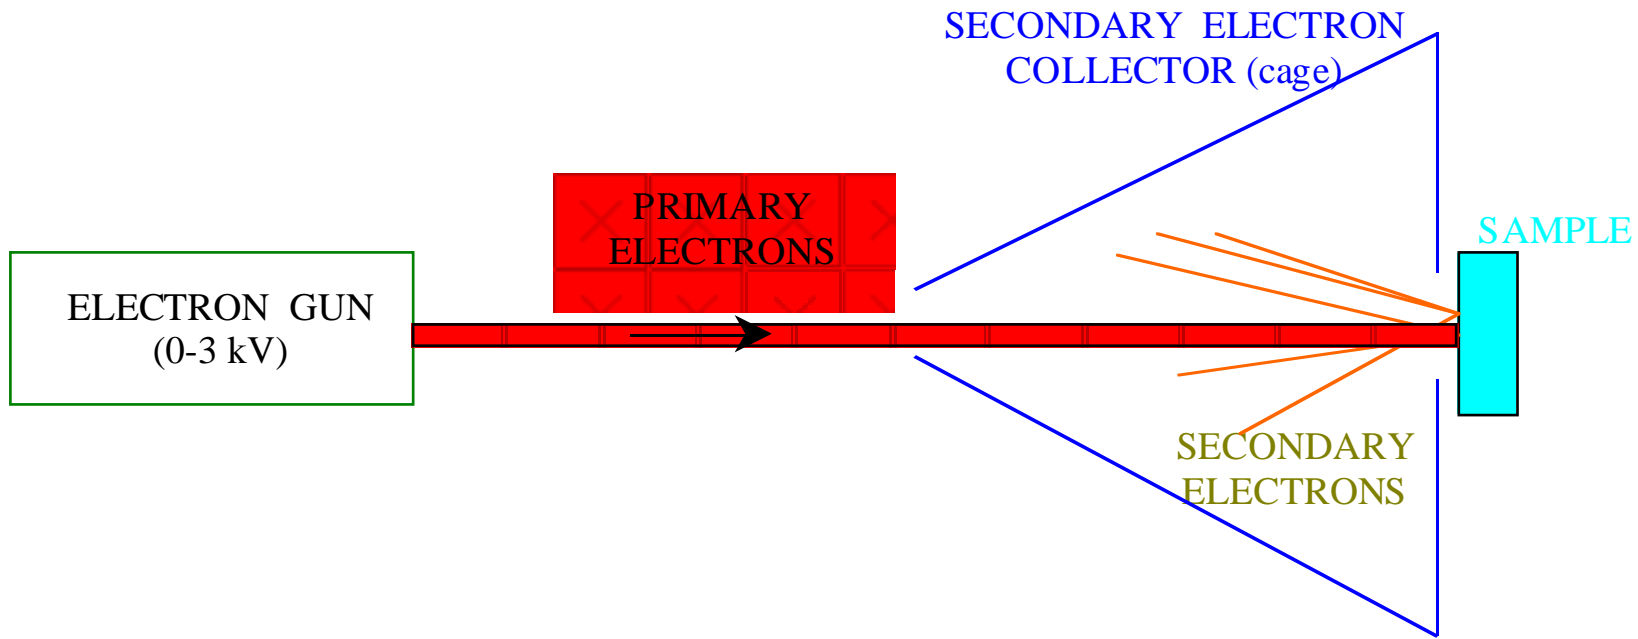 SECONDARY ELECTRON
COLLECTOR (cage)
PRIMARY
ELECTRONS
SAMPLE
ELECTRON GUN
(0-3 kV)
SECONDARY
ELECTRONS